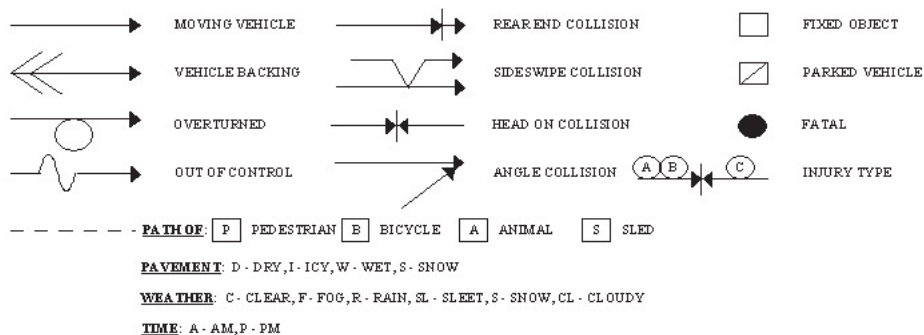 MOVING VEHICLE REAR END COLLISION FIXED OBJECT
VEHICLE BACKING SIDESWIPE COLLISION PARKED VEHICLE
OVERTURNED HEAD ON COLLISION FATAL
OUT OF CONTROL ANGLE COLLISION A B C INJURY TYPE
PATH OF: P PEDESTRIAN B BICYCLE A ANIMAL S SLED
PAVEMENT: D - DRY, I - ICY, W - WET, S - SNOW
WEATHER: C - CLEAR, F - FOG, R - RAIN, SL - SLEET, S - SNOW, CL - CLOUDY
TIME: A - AM, P - PM